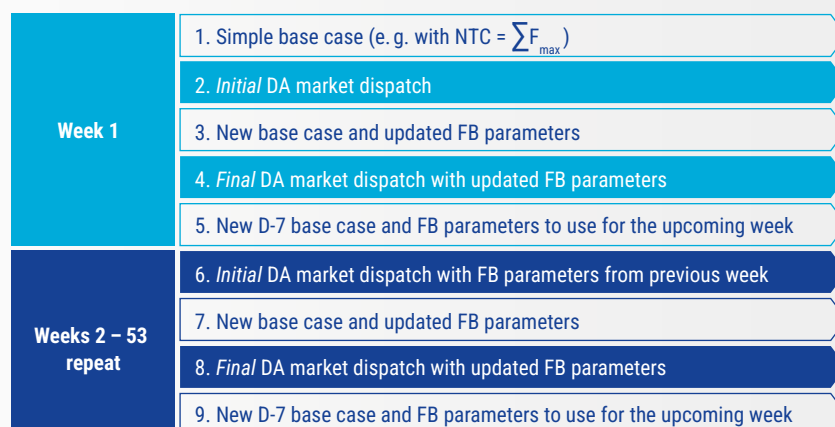 Week 1
1. Simple base case (e. g. with NTC = ∑Fmax)
2. Initial DA market dispatch
3. New base case and updated FB parameters
4. Final DA market dispatch with updated FB parameters
5. New D-7 base case and FB parameters to use for the upcoming week
Weeks 2 – 53
repeat
6. Initial DA market dispatch with FB parameters from previous week
7. New base case and updated FB parameters
8. Final DA market dispatch with updated FB parameters
9. New D-7 base case and FB parameters to use for the upcoming week